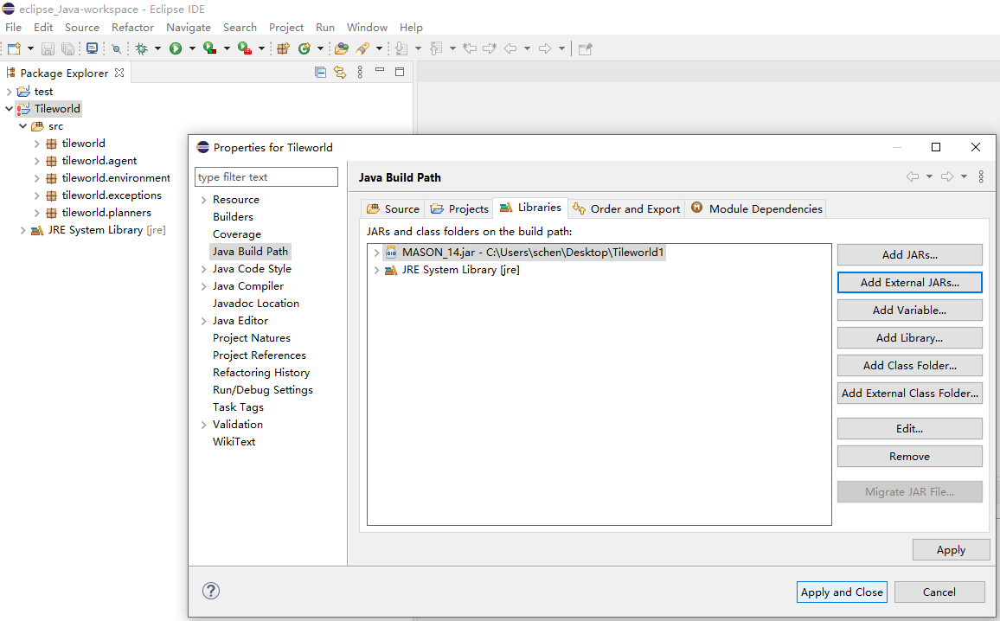 eclipse_Java-workspace - Eclipse IDE
File Edit Source Refactor Navigate Search Project Run Window Help
Package Explorer
test
Tileworld
src
tileworld
tileworld.agent
tileworld.environment
tileworld.exceptions
tileworld.planners
JRE System Library [jre]
Properties for Tileworld
type filter text
Resource
Builders
Coverage
Java Build Path
Java Code Style
Java Compiler
Javadoc Location
Java Editor
Project Natures
Project References
Refactoring History
Run/Debug Settings
Task Tags
Validation
WikiText
Java Build Path
Source Projects Libraries Order and Export Module Dependencies
JARs and class folders on the build path:
MASON_14.jar - C:\Users\schen\Desktop\Tileworld1
JRE System Library [jre]
Add JARs...
Add External JARs...
Add Variable...
Add Library...
Add Class Folder...
Add External Class Folder...
Edit...
Remove
Migrate JAR File...
Apply
Apply and Close Cancel